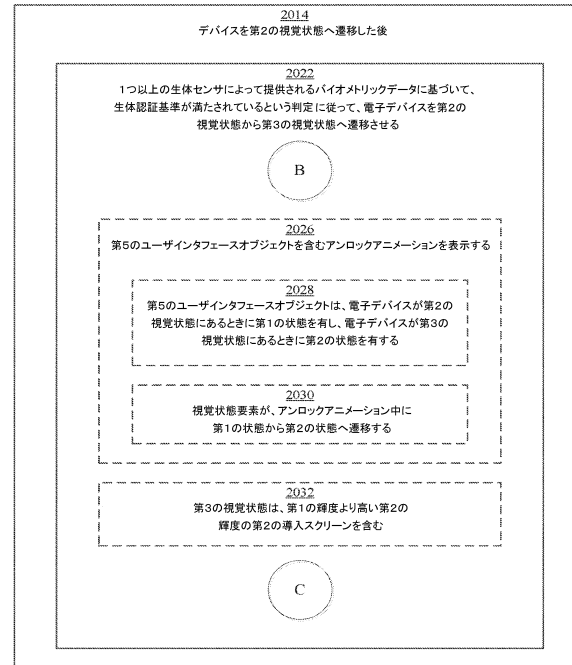 2014
デバイスを第2の視覚状態へ遷移した後
2022
1つ以上の生体センサによって提供されるバイオメトリックデータに基づいて、
生体認証基準が満たされているという判定に従って、電子デバイスを第2の
視覚状態から第3の視覚状態へ遷移させる
B
2026
第5のユーザインタフェースオブジェクトを含むアンロックアニメーションを表示する
2028
第5のユーザインタフェースオブジェクトは、電子デバイスが第2の
視覚状態にあるときに第1の状態を有し、電子デバイスが第3の
視覚状態にあるときに第2の状態を有する
2030
視覚状態要素が、アンロックアニメーション中に
第1の状態から第2の状態へ遷移する
2032
第3の視覚状態は、第1の輝度より高い第2の
輝度の第2の導入スクリーンを含む
C